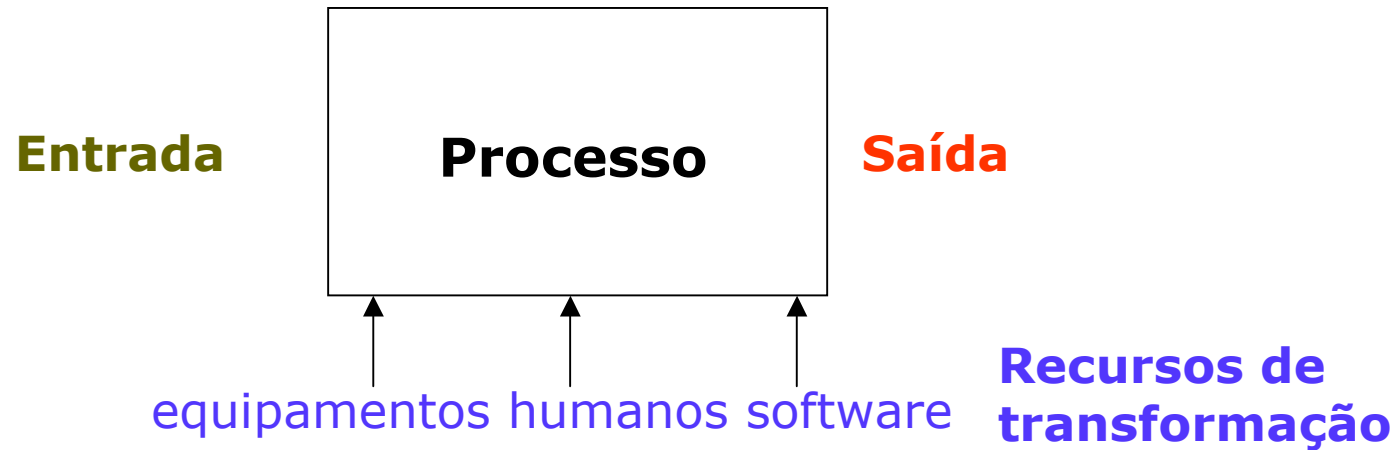 Entrada
Processo
Saída
equipamentos humanos software
Recursos de
transformação